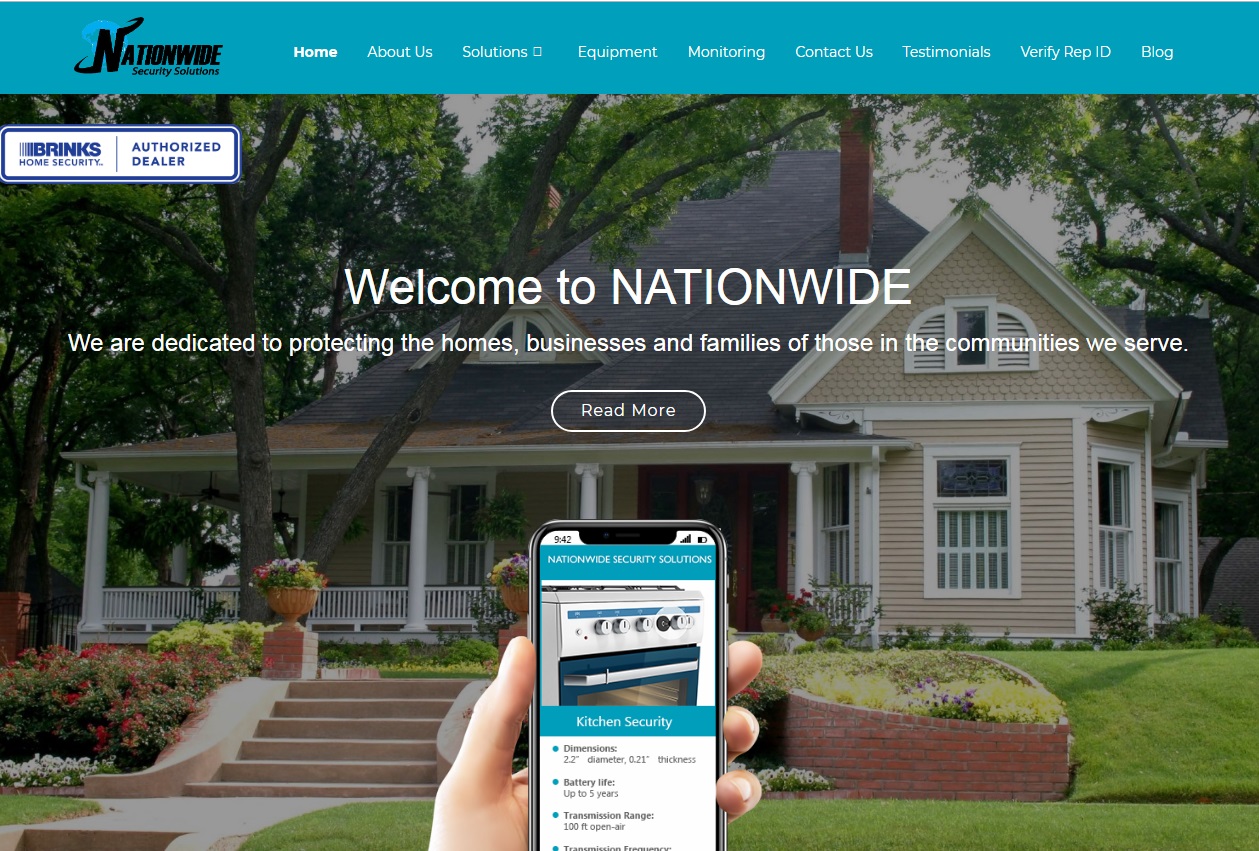 NATIONWIDE
Security Solutions
Home
About Us
Solutions
Equipment
Monitoring
Contact Us
Testimonials
Verify Rep ID
Blog
BRINKS
HOME SECURITY™
AUTHORIZED
DEALER
Welcome to NATIONWIDE
We are dedicated to protecting the homes, businesses and families of those in the communities we serve.
Read More
9:42
NATIONWIDE SECURITY SOLUTIONS
Kitchen Security
Dimensions:
2.2" diameter, 0.21" thickness
Battery life:
Up to 5 years
Transmission Range:
100 ft open-air
Transmission Frequency: